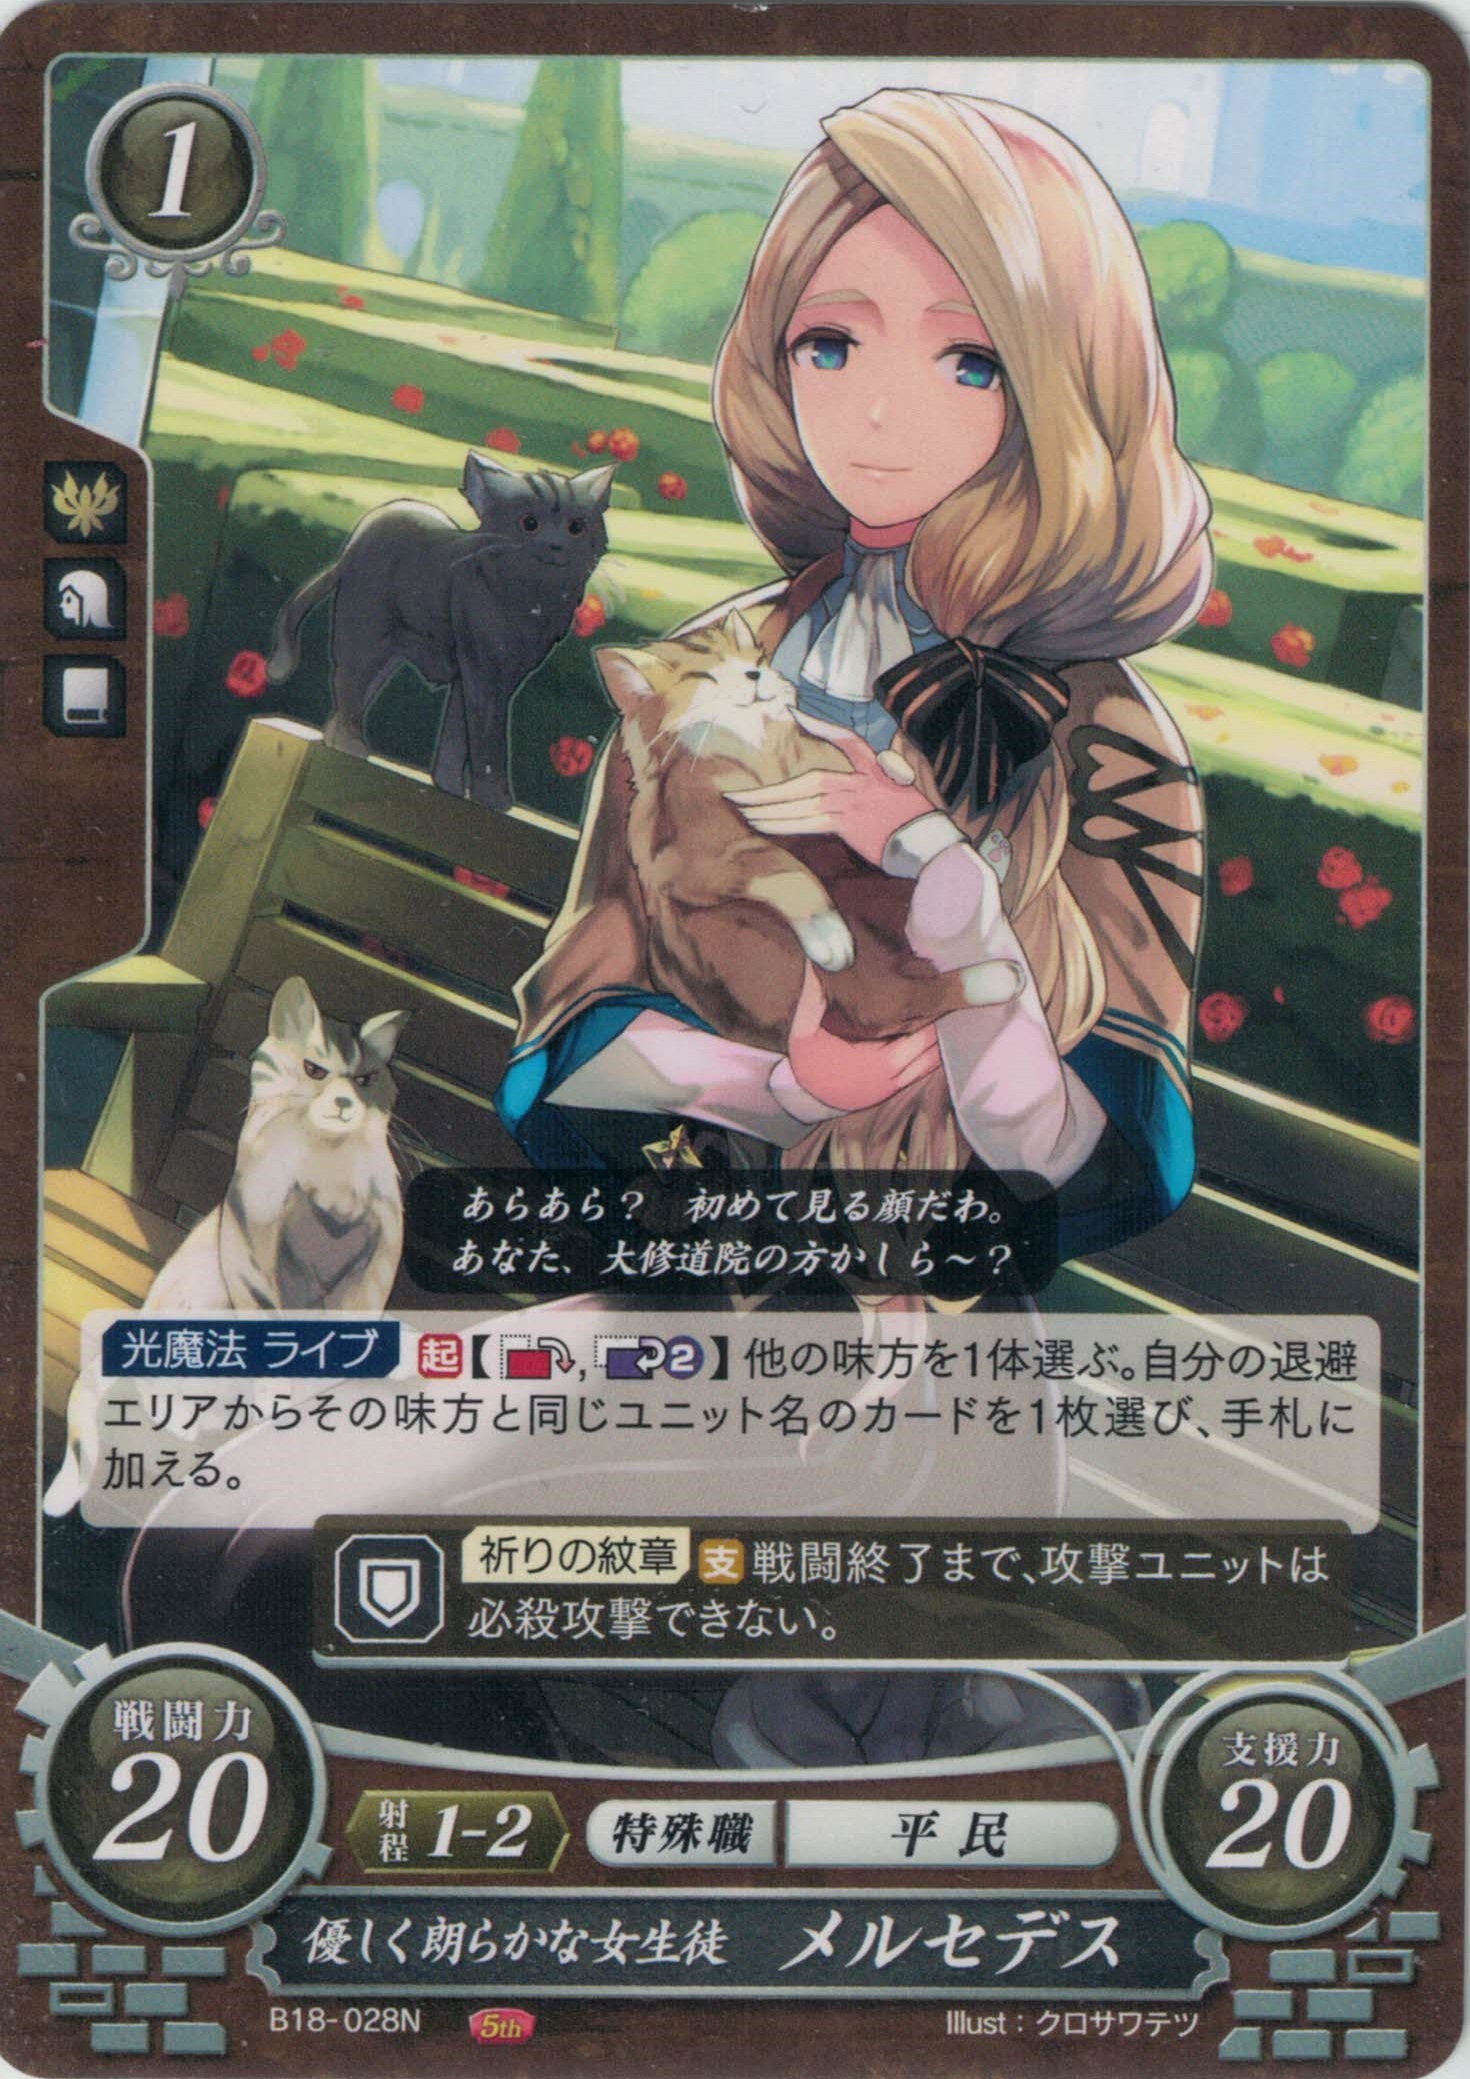 1
あらあら？　初めて見る顔だわ。
あなた、大修道院の方かしら～？
光魔法 ライブ 起【 , 2】他の味方を1体選ぶ。自分の退避
エリアからその味方と同じユニット名のカードを1枚選び、手札に
加える。
祈りの紋章 支 戦闘終了まで、攻撃ユニットは
必殺攻撃できない。
戦闘力
20
射程 1-2
特殊職
平民
支援力
20
優しく朗らかな女生徒　メルセデス
B18-028N
5th
Illust：クロサワテツ